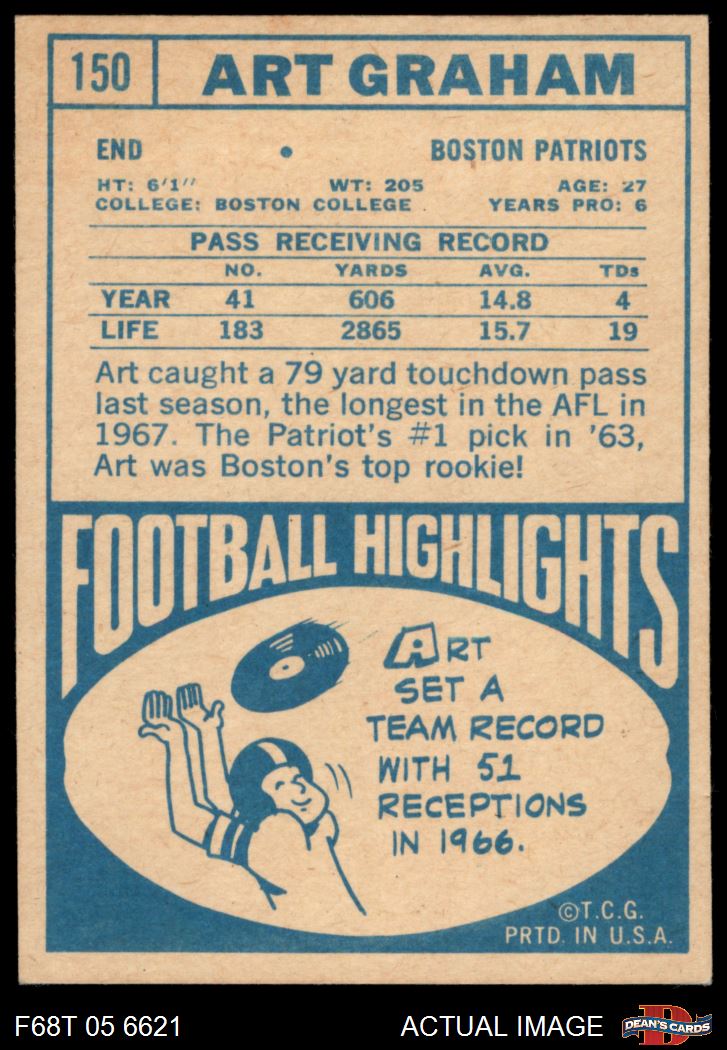 150 ART GRAHAM
END • BOSTON PATRIOTS
HT: 6'1" WT: 205 AGE: 27
COLLEGE: BOSTON COLLEGE YEARS PRO: 6
PASS RECEIVING RECORD
NO. YARDS AVG. TDs
YEAR 41 606 14.8 4
LIFE 183 2865 15.7 19
Art caught a 79 yard touchdown pass
last season, the longest in the AFL in
1967. The Patriot's #1 pick in '63,
Art was Boston's top rookie!
FOOTBALL HIGHLIGHTS
ART
SET A
TEAM RECORD
WITH 51
RECEPTIONS
IN 1966.
©T.C.G.
PRTD. IN U.S.A.
F68T 05 6621 ACTUAL IMAGE D DEAN'S CARDS